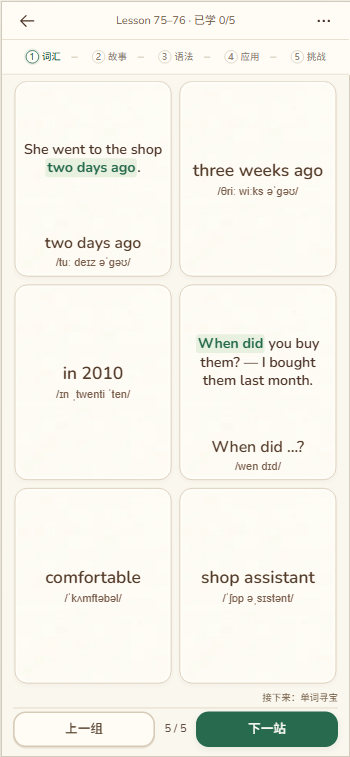 Lesson 75–76 · 已学 0/5
1 词汇 – 2 故事 – 3 语法 – 4 应用 – 5 挑战
She went to the shop
two days ago.
two days ago
/tuː deɪz əˈɡəʊ/
three weeks ago
/θriː wiːks əˈɡəʊ/
in 2010
/ɪn ˌtwenti ˈten/
When did you buy
them? — I bought
them last month.
When did ...?
/wen dɪd/
comfortable
/ˈkʌmftəbəl/
shop assistant
/ˈʃɒp əˌsɪstənt/
接下来：单词寻宝
上一组
5 / 5
下一站